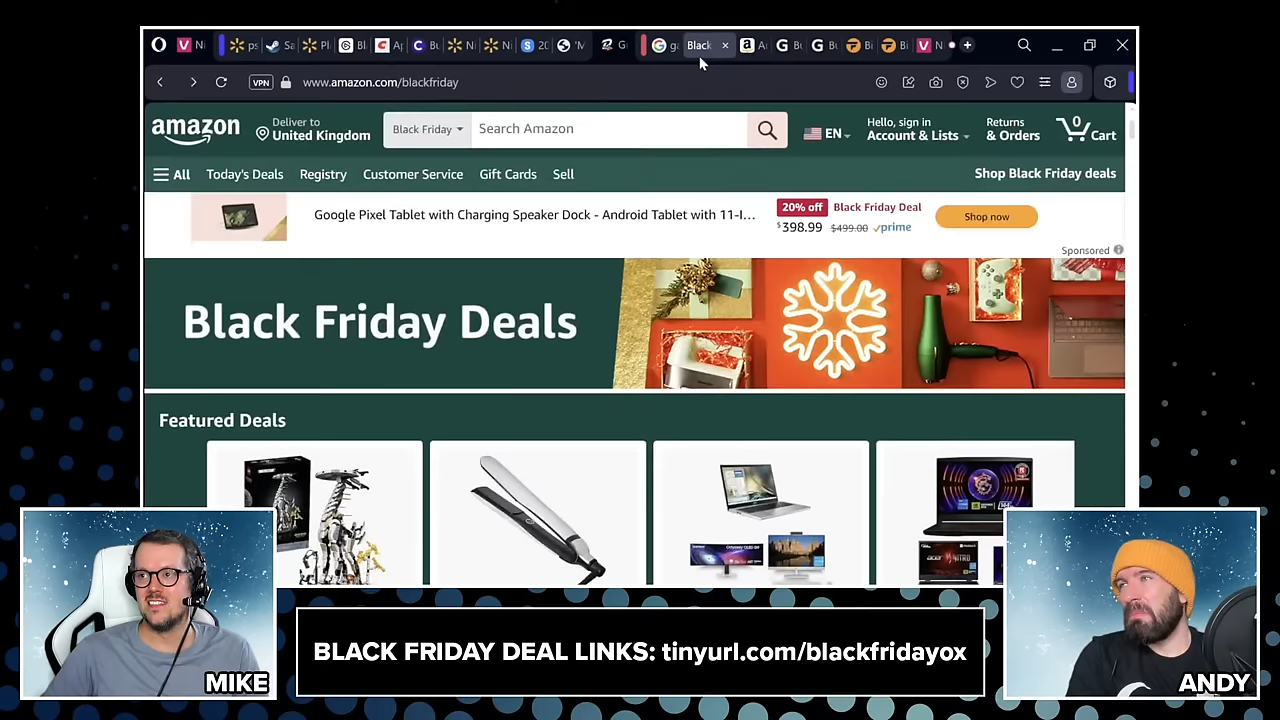 Black
www.amazon.com/blackfriday
VPN
amazon
Deliver to
United Kingdom
Black Friday
Search Amazon
EN
Hello, sign in
Account & Lists
Returns
& Orders
0
Cart
All
Today's Deals
Registry
Customer Service
Gift Cards
Sell
Shop Black Friday deals
Google Pixel Tablet with Charging Speaker Dock - Android Tablet with 11-I...
20% off
Black Friday Deal
$398.99
$499.00
prime
Shop now
Sponsored
Black Friday Deals
Featured Deals
BLACK FRIDAY DEAL LINKS: tinyurl.com/blackfridayox
MIKE
ANDY